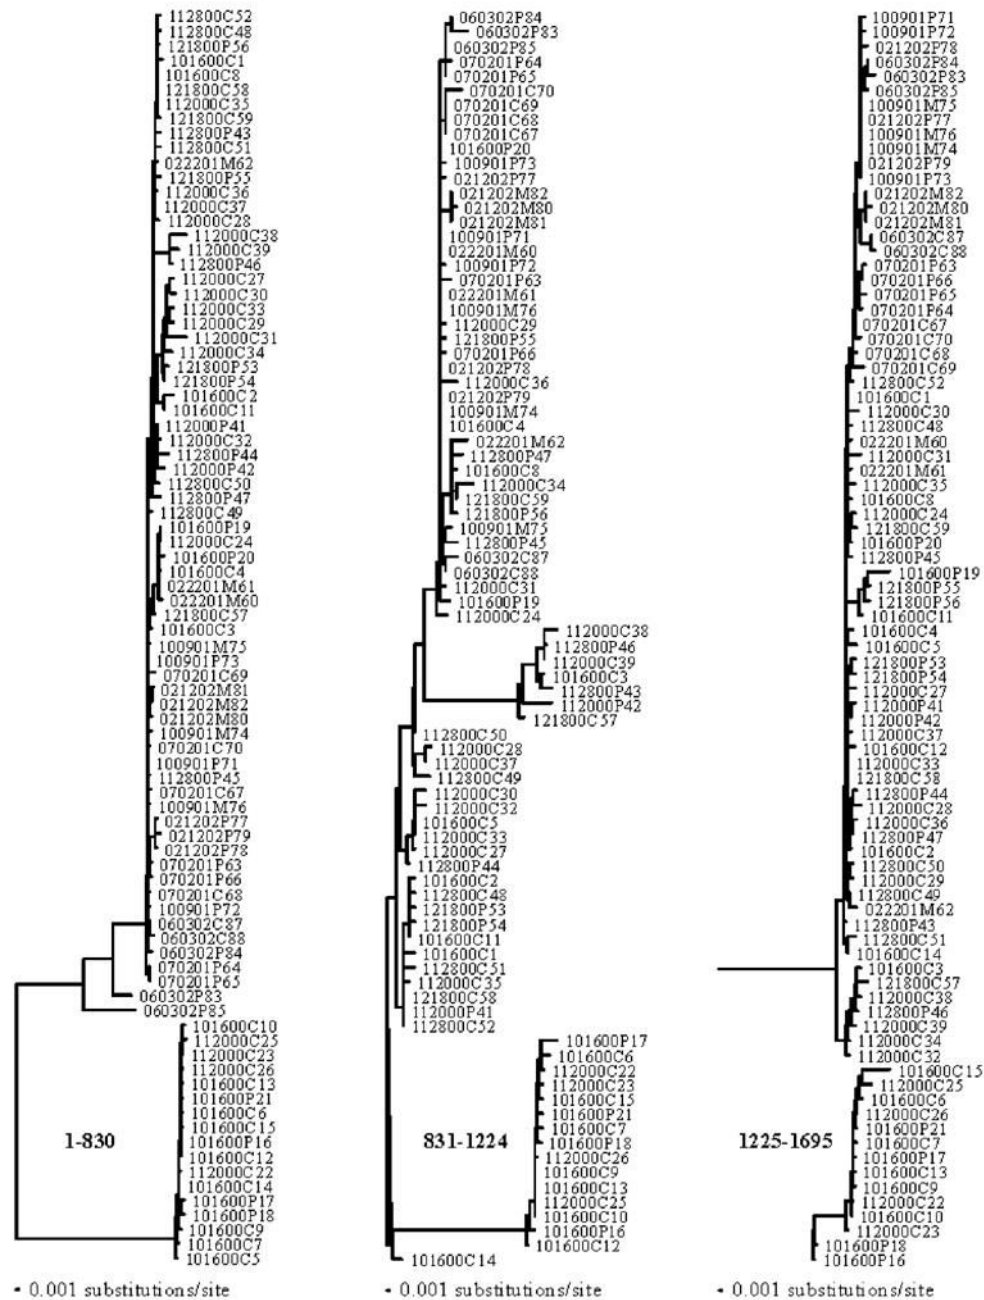 112800C52
112800C48
121800P56
101600C1
101600C8
121800C58
112000C35
121800C59
112800P43
112800C51
022201M62
121800P55
112000C36
112000C37
112000C28
112000C38
112000C39
112800P46
112000C27
112000C30
112000C33
112000C29
112000C31
112000C34
121800P53
121800P54
101600C2
101600C11
112000P41
112000C32
112800P44
112000P42
112800C50
112800P47
112800C49
101600P19
112000C24
101600P20
101600C4
022201M61
022201M60
121800C57
101600C3
100901M75
100901P73
070201C69
021202M81
021202M82
021202M80
100901M74
070201C70
100901P71
112800P45
070201C67
100901M76
021202P77
021202P79
021202P78
070201P63
070201P66
070201C68
100901P72
060302C87
060302C88
060302P84
070201P64
070201P65
060302P83
060302P85
101600C10
112000C25
112000C23
112000C26
101600C13
101600P21
101600C6
101600C15
101600P16
101600C12
112000C22
101600C14
101600P17
101600P18
101600C9
101600C7
101600C5
1-830
0.001 substitutions/site
060302P84
060302P83
060302P85
070201P64
070201P65
070201C70
070201C69
070201C68
070201C67
101600P20
100901P73
021202P77
021202M82
021202M80
021202M81
100901P71
022201M60
100901P72
070201P63
022201M61
100901M76
112000C29
121800P55
070201P66
021202P78
112000C36
021202P79
100901M74
101600C4
022201M62
112800P47
101600C8
112000C34
121800C59
121800P56
100901M75
112800P45
060302C87
060302C88
112000C31
101600P19
112000C24
112000C38
112800P46
112000C39
101600C3
112800P43
112000P42
121800C57
112800C50
112000C28
112000C37
112800C49
112000C30
112000C32
101600C5
112000C33
112000C27
112800P44
101600C2
112800C48
121800P53
121800P54
101600C11
101600C1
112800C51
112000C35
121800C58
112000P41
112800C52
101600P17
101600C6
112000C22
112000C23
101600C15
101600P21
101600C7
101600P18
112000C26
101600C9
101600C13
112000C25
101600C10
101600P16
101600C12
101600C14
831-1224
0.001 substitutions/site
100901P71
100901P72
021202P78
060302P84
060302P83
060302P85
100901M75
021202P77
100901M76
100901M74
021202P79
100901P73
021202M82
021202M80
021202M81
060302C87
060302C88
070201P63
070201P66
070201P65
070201P64
070201C67
070201C70
070201C68
070201C69
112800C52
101600C1
112000C30
112800C48
022201M60
112000C31
022201M61
112000C35
101600C8
112000C24
121800C59
101600P20
112800P45
101600P19
121800P55
121800P56
101600C11
101600C4
101600C5
121800P53
121800P54
112000C27
112000P41
112000P42
112000C37
101600C12
112000C33
121800C58
112800P44
112000C28
112000C36
112800P47
101600C2
112800C50
112000C29
112800C49
022201M62
112800P43
112800C51
101600C14
101600C3
121800C57
112000C38
112800P46
112000C39
112000C34
112000C32
101600C15
112000C25
101600C6
112000C26
101600P21
101600C7
101600P17
101600C13
101600C9
112000C22
101600C10
112000C23
101600P18
101600P16
1225-1695
0.001 substitutions/site